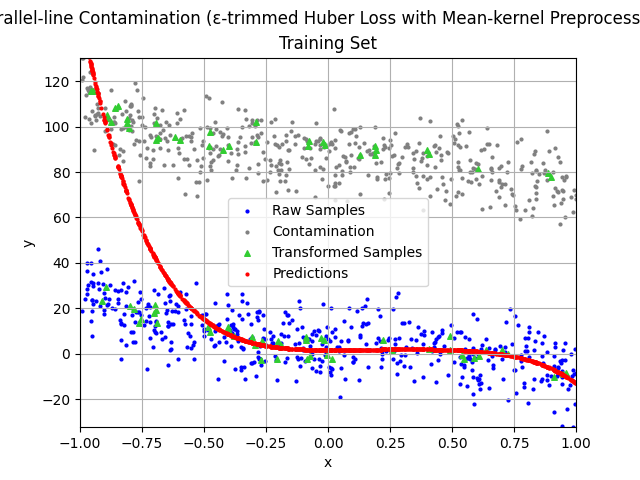 rallel-line Contamination (ε-trimmed Huber Loss with Mean-kernel Preprocess
Training Set
120
100
80
60
40
20
0
−20
y
Raw Samples
Contamination
Transformed Samples
Predictions
−1.00 −0.75 −0.50 −0.25 0.00 0.25 0.50 0.75 1.00
x